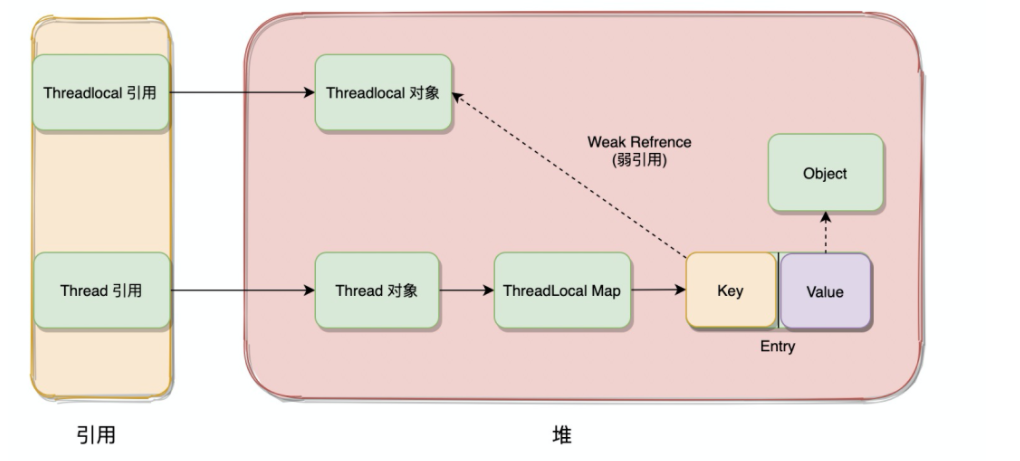 Threadlocal 引用
Threadlocal 对象
Weak Refrence
(弱引用)
Object
Thread 引用
Thread 对象
ThreadLocal Map
Key
Value
Entry
引用
堆